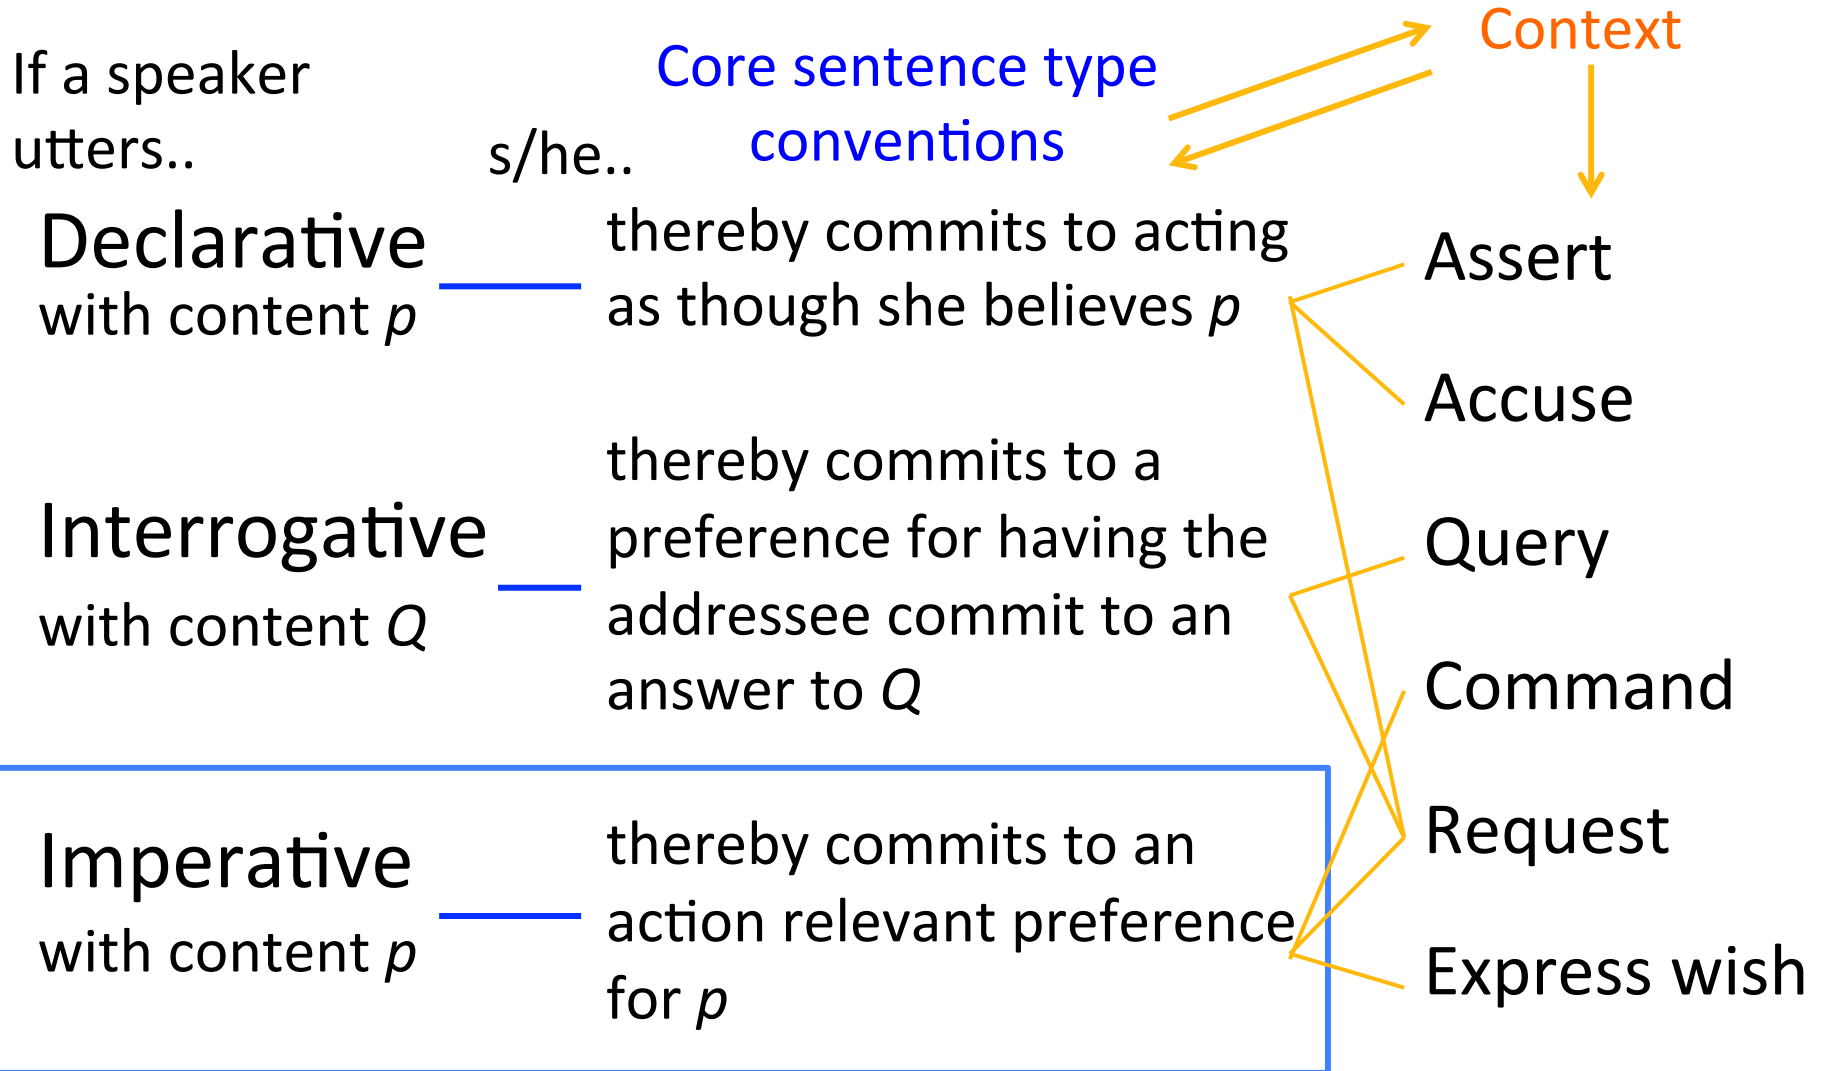 If a speaker
utters..
s/he..
Core sentence type
conventions
Context
Declarative
with content p
thereby commits to acting
as though she believes p
Interrogative
with content Q
thereby commits to a
preference for having the
addressee commit to an
answer to Q
Imperative
with content p
thereby commits to an
action relevant preference
for p
Assert
Accuse
Query
Command
Request
Express wish